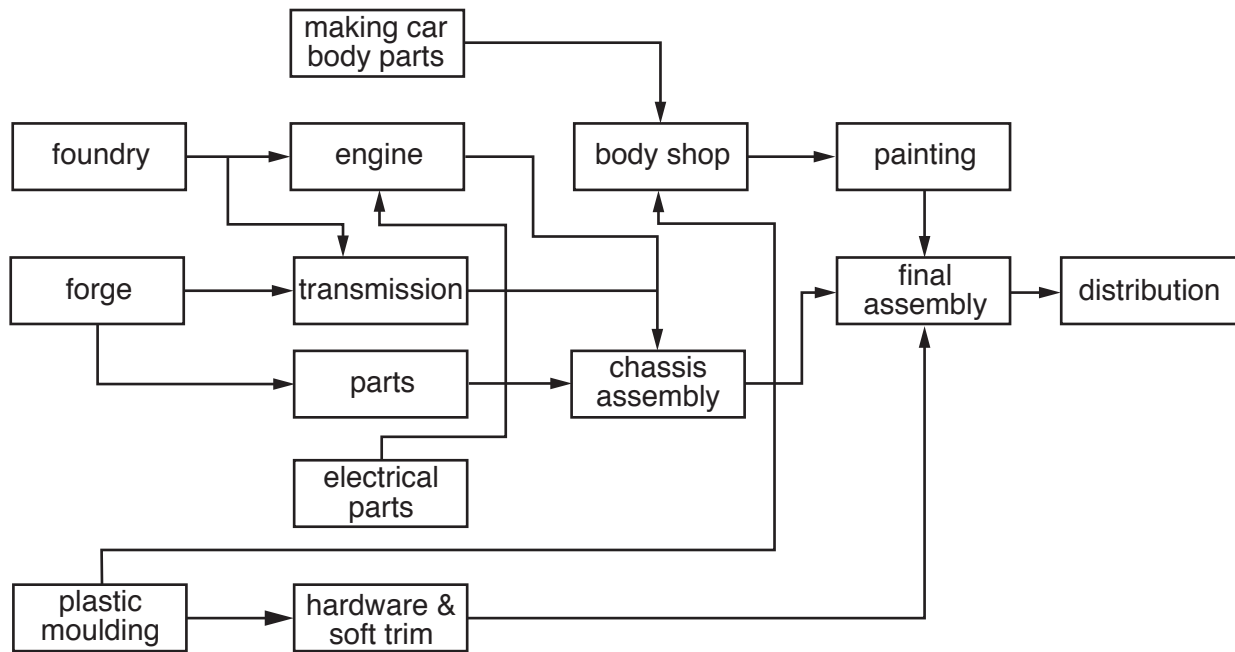 making car
body parts
foundry
engine
body shop
painting
forge
transmission
final
assembly
distribution
parts
chassis
assembly
electrical
parts
plastic
moulding
hardware &
soft trim